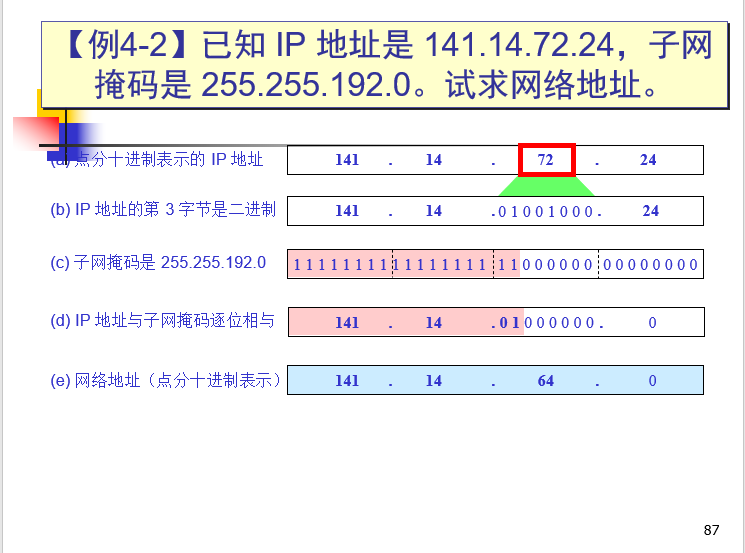 【例4-2】已知 IP 地址是 141.14.72.24，子网
掩码是 255.255.192.0。试求网络地址。
(a) 点分十进制表示的 IP 地址 141 . 14 . 72 . 24
(b) IP 地址的第 3 字节是二进制 141 . 14 .01001000. 24
(c) 子网掩码是 255.255.192.0 11111111 11111111 11000000 00000000
(d) IP 地址与子网掩码逐位相与 141 . 14 .01000000. 0
(e) 网络地址（点分十进制表示） 141 . 14 . 64 . 0
87